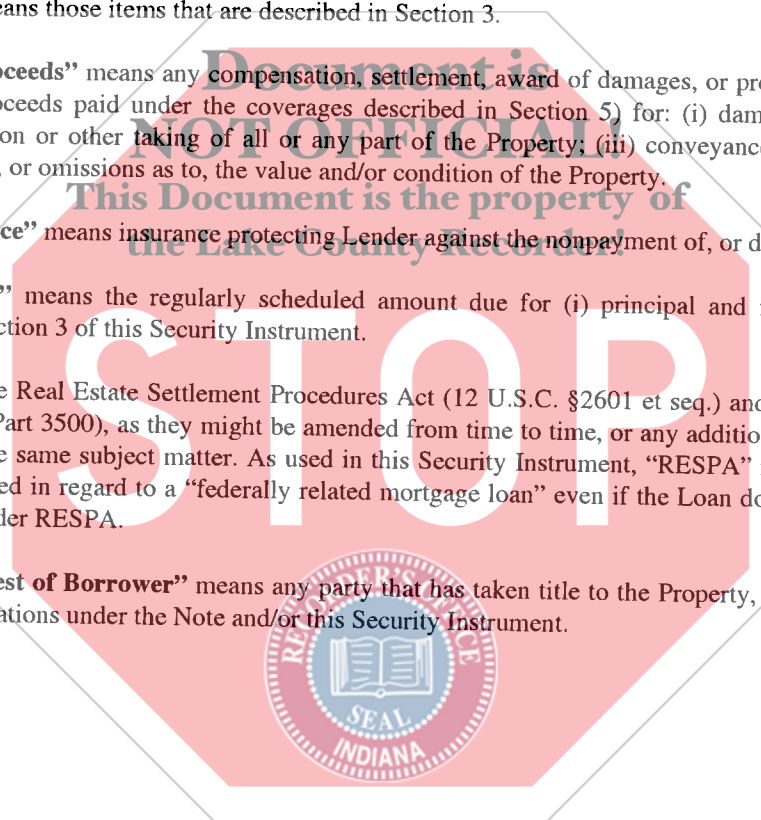 eans those items that are described in Section 3.
Document is
oceeds” means any compensation, settlement, award of damages, or pro
oceeds paid under the coverages described in Section 5) for: (i) dam
NOT OFFICIAL!
on or other taking of all or any part of the Property; (iii) conveyanc
, or omissions as to, the value and/or condition of the Property.
This Document is the property of
ce” means insurance protecting Lender against the nonpayment of, or d
the Lake County Recorder!
” means the regularly scheduled amount due for (i) principal and
ction 3 of this Security Instrument.
STOP
e Real Estate Settlement Procedures Act (12 U.S.C. §2601 et seq.) and
Part 3500), as they might be amended from time to time, or any additio
e same subject matter. As used in this Security Instrument, “RESPA”
ed in regard to a “federally related mortgage loan” even if the Loan do
der RESPA.
est of Borrower” means any party that has taken title to the Property,
ations under the Note and/or this Security Instrument.
RECORDER'S OFFICE
SEAL
INDIANA